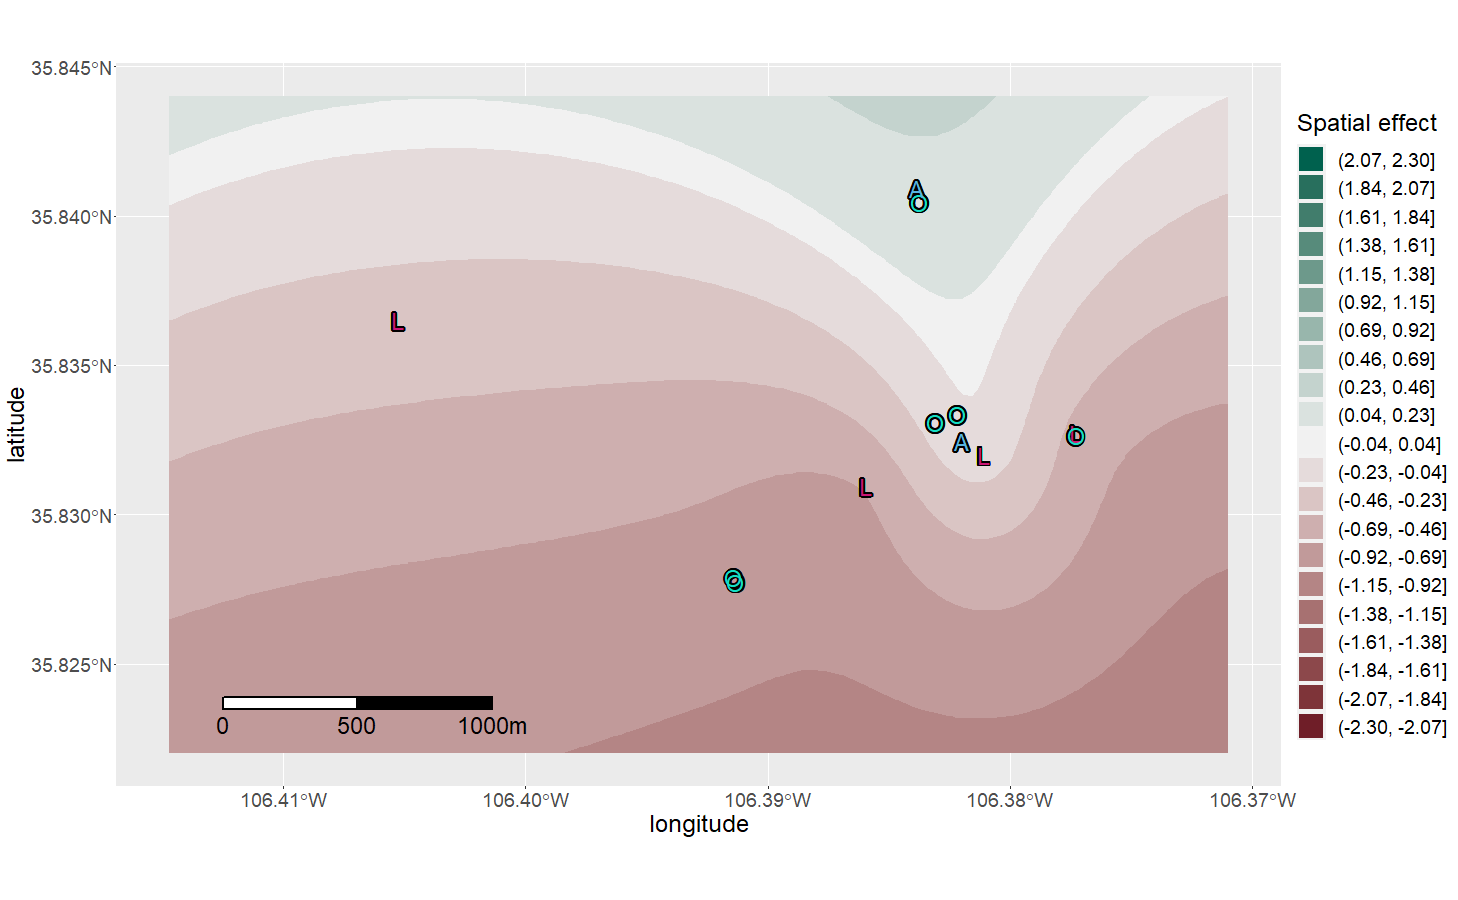 35.845°N
35.840°N
35.835°N
35.830°N
35.825°N
latitude
A
O
L
O
O
A
L
L
O
L
O
O
0
500
1000m
106.41°W
106.40°W
106.39°W
106.38°W
106.37°W
longitude
Spatial effect
(2.07, 2.30]
(1.84, 2.07]
(1.61, 1.84]
(1.38, 1.61]
(1.15, 1.38]
(0.92, 1.15]
(0.69, 0.92]
(0.46, 0.69]
(0.23, 0.46]
(0.04, 0.23]
(-0.04, 0.04]
(-0.23, -0.04]
(-0.46, -0.23]
(-0.69, -0.46]
(-0.92, -0.69]
(-1.15, -0.92]
(-1.38, -1.15]
(-1.61, -1.38]
(-1.84, -1.61]
(-2.07, -1.84]
(-2.30, -2.07]